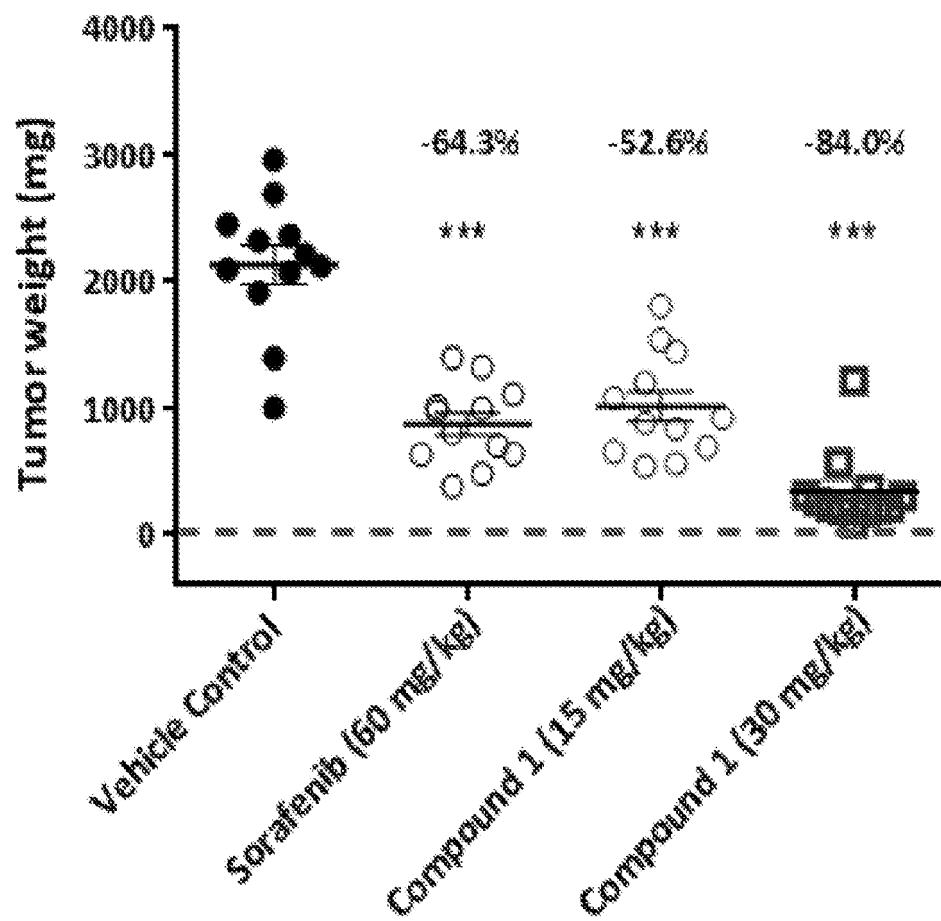 Tumor weight (mg)
4000
3000
2000
1000
0
-64.3%
-52.6%
-84.0%
***
***
***
Vehicle Control
Sorafenib (60 mg/kg)
Compound 1 (15 mg/kg)
Compound 1 (30 mg/kg)